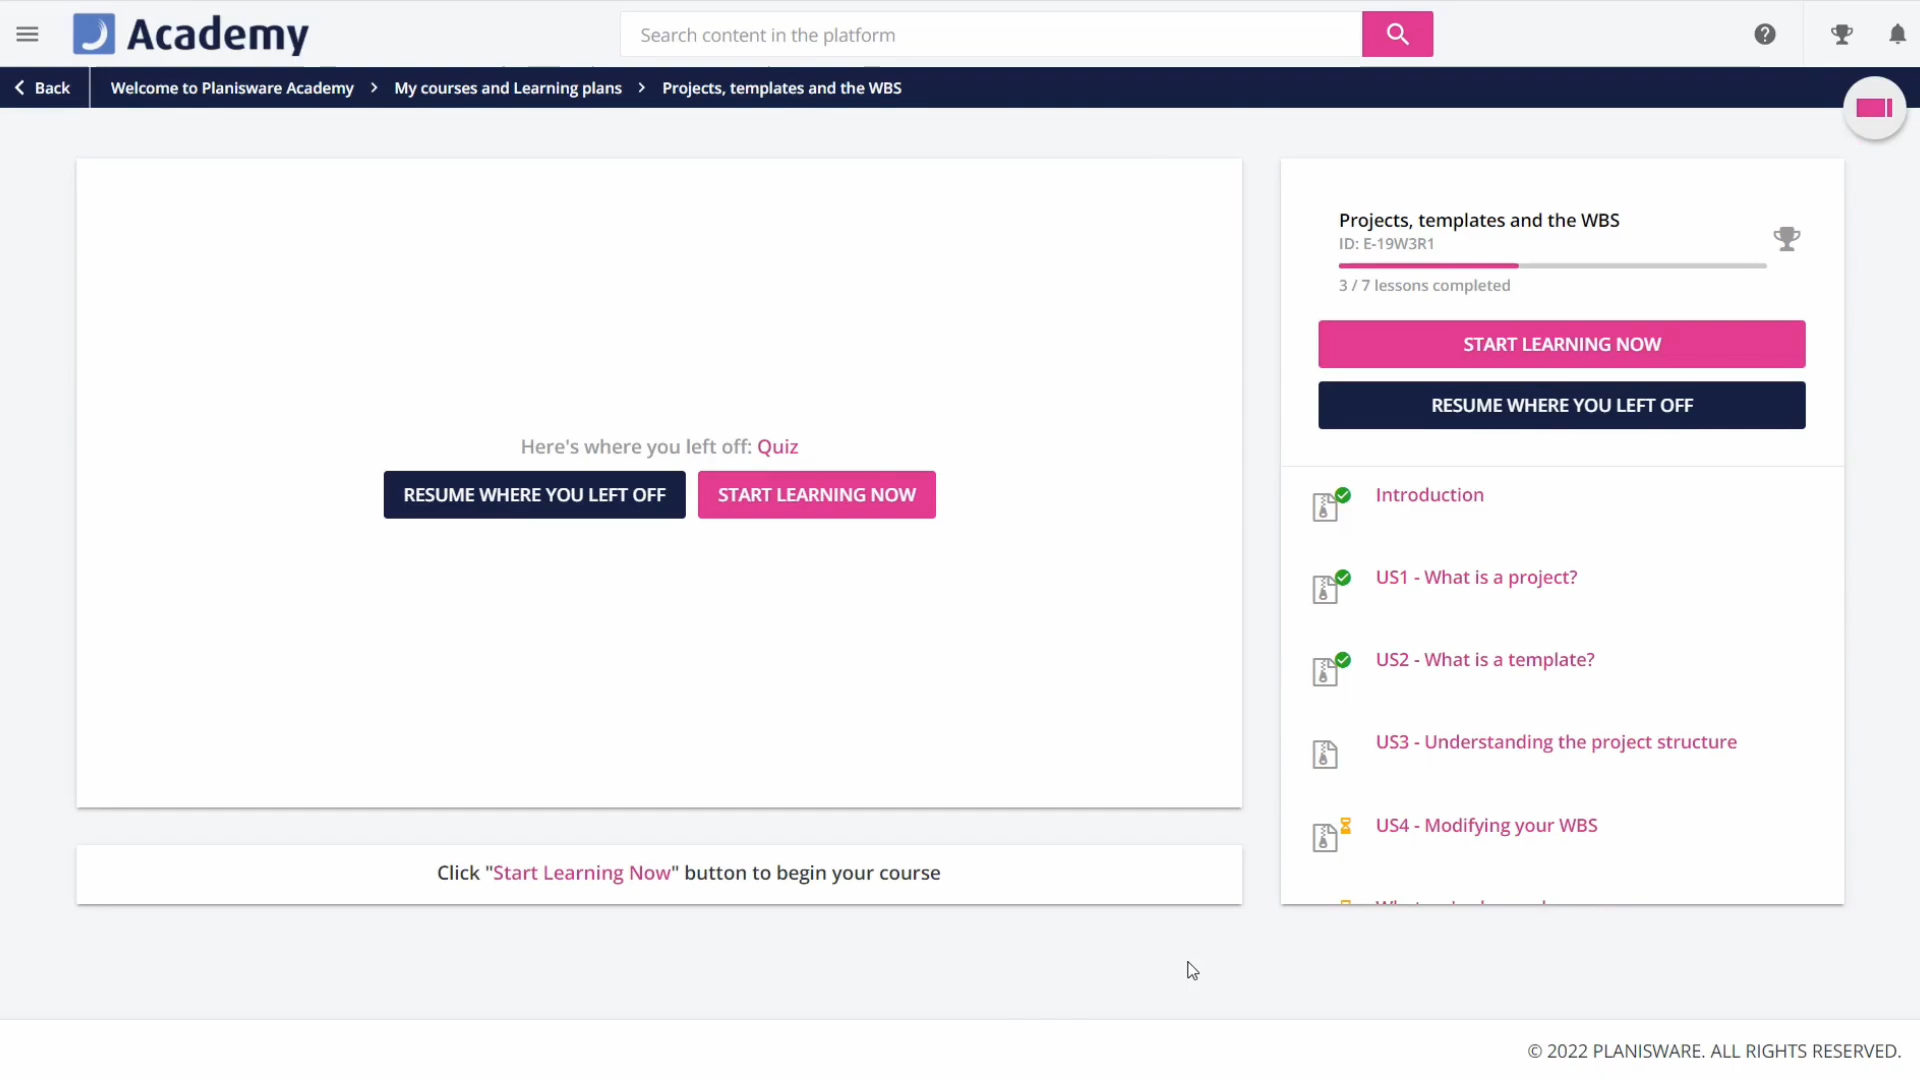 Academy
Search content in the platform
Back
Welcome to Planisware Academy
My courses and Learning plans
Projects, templates and the WBS
Projects, templates and the WBS
ID: E-19W3R1
3 / 7 lessons completed
START LEARNING NOW
RESUME WHERE YOU LEFT OFF
Here's where you left off: Quiz
RESUME WHERE YOU LEFT OFF
START LEARNING NOW
Introduction
US1 - What is a project?
US2 - What is a template?
US3 - Understanding the project structure
US4 - Modifying your WBS
Click "Start Learning Now" button to begin your course
© 2022 PLANISWARE. ALL RIGHTS RESERVED.